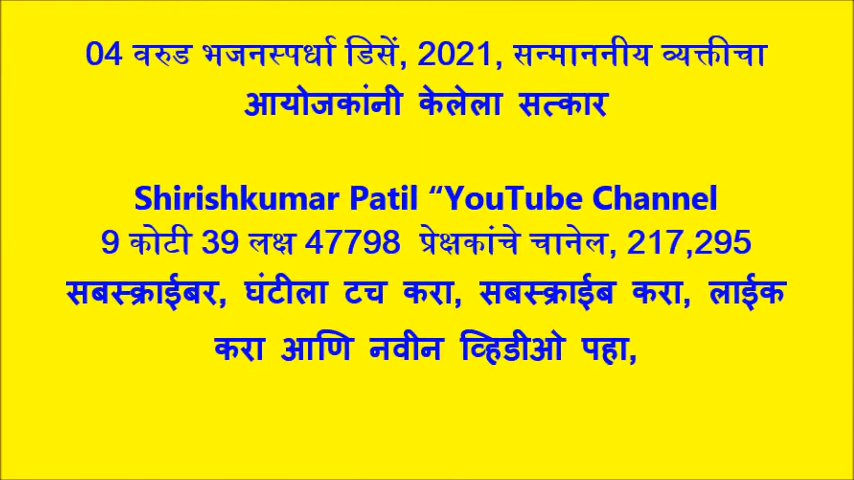 04 वरुड भजनस्पर्धा डिसें, 2021, सन्माननीय व्यक्तीचा
आयोजकांनी केलेला सत्कार
Shirishkumar Patil “YouTube Channel
9 कोटी 39 लक्ष 47798 प्रेक्षकांचे चानेल, 217,295
सबस्क्राईबर, घंटीला टच करा, सबस्क्राईब करा, लाईक
करा आणि नवीन व्हिडीओ पहा,